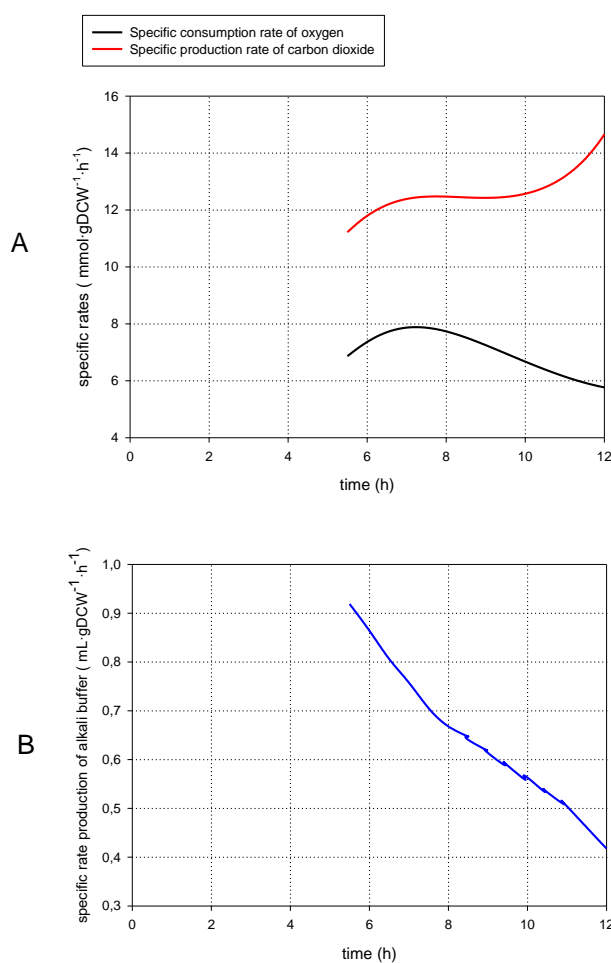 Specific consumption rate of oxygen
Specific production rate of carbon dioxide
A
specific rates ( mmol·gDCW⁻¹·h⁻¹)
16
14
12
10
8
6
4
0 2 4 6 8 10 12
time (h)
B
specific rate production of alkali buffer ( mL·gDCW⁻¹·h⁻¹)
1,0
0,9
0,8
0,7
0,6
0,5
0,4
0,3
0 2 4 6 8 10 12
time (h)